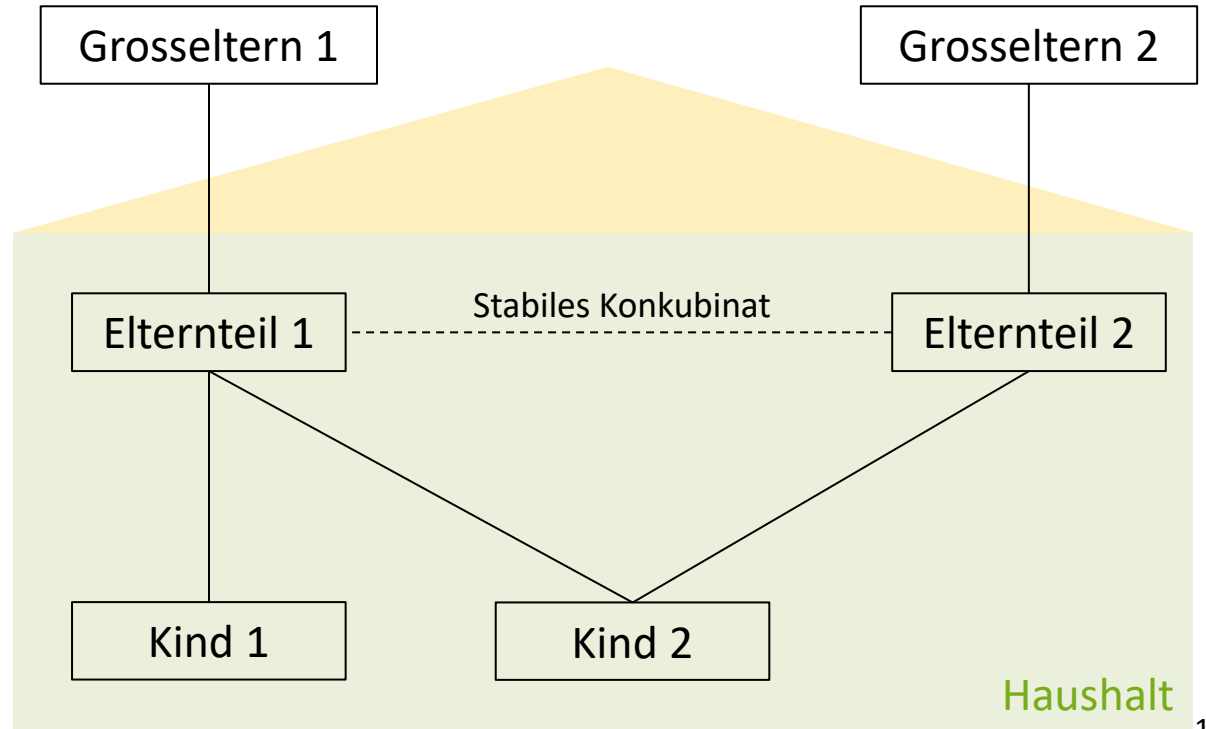 Grosseltern 1
Grosseltern 2
Stabiles Konkubinat
Elternteil 1
Elternteil 2
Kind 1
Kind 2
Haushalt
1